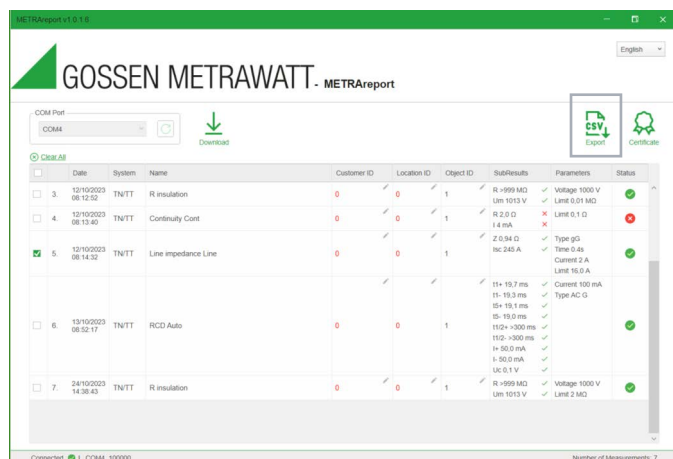 METRAreport v1.0.1.6
English
GOSSEN METRAWATT - METRAreport
COM Port
COM4
Download
CSV
Export
Certificate
Clear All
Date System Name Customer ID Location ID Object ID SubResults Parameters Status
3. 12/10/2023 08:12:52 TN/TT R insulation 0 0 1 R >999 MΩ Voltage 1000 V
Um 1013 V Limit 0,01 MΩ
4. 12/10/2023 08:13:40 TN/TT Continuity Cont 0 0 1 R 2,0 Ω Limit 0,1 Ω
I 4 mA
5. 12/10/2023 08:14:32 TN/TT Line impedance Line 0 0 1 Z 0,94 Ω Type gG
Isc 245 A Time 0.4s
Current 2 A
Limit 16.0 A
6. 13/10/2023 08:52:17 TN/TT RCD Auto 0 0 1 t1+ 19,7 ms Current 100 mA
t1- 19,3 ms Type AC G
t5+ 19,1 ms
t5- 19,0 ms
t1/2+ >300 ms
t1/2- >300 ms
I+ 50,0 mA
I- 50,0 mA
Uc 0,1 V
7. 24/10/2023 14:38:43 TN/TT R insulation 0 0 1 R >999 MΩ Voltage 1000 V
Um 1013 V Limit 2 MΩ
Connected COM4 100000 Number of Measurements: 7